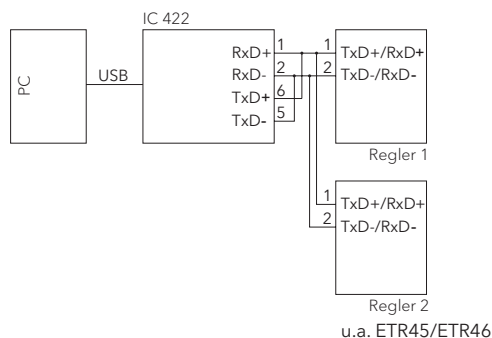 IC 422
PC
USB
RxD+ 1
RxD- 2
TxD+ 6
TxD- 5
1 TxD+/RxD+
2 TxD-/RxD-
Regler 1
1 TxD+/RxD+
2 TxD-/RxD-
Regler 2
u.a. ETR45/ETR46